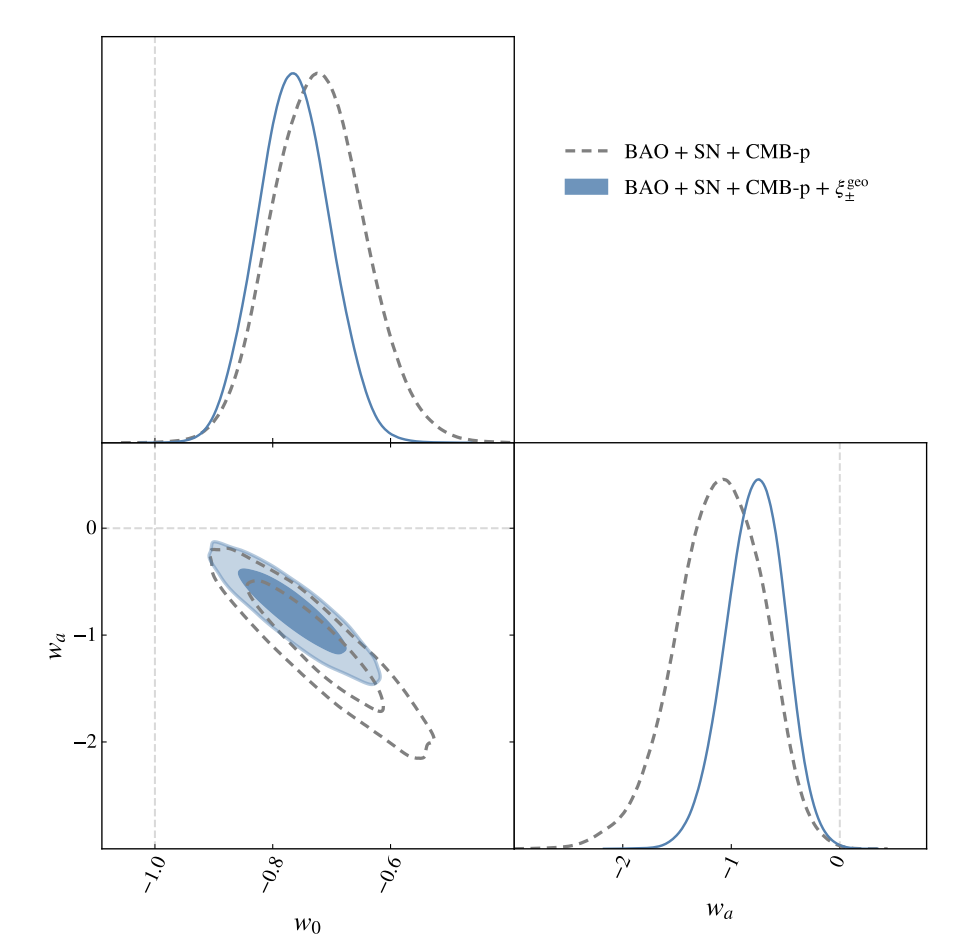 BAO + SN + CMB-p
BAO + SN + CMB-p + ξ±^geo
0
−1
−2
wₐ
−1.0
−0.8
−0.6
w₀
−2
−1
0
wₐ